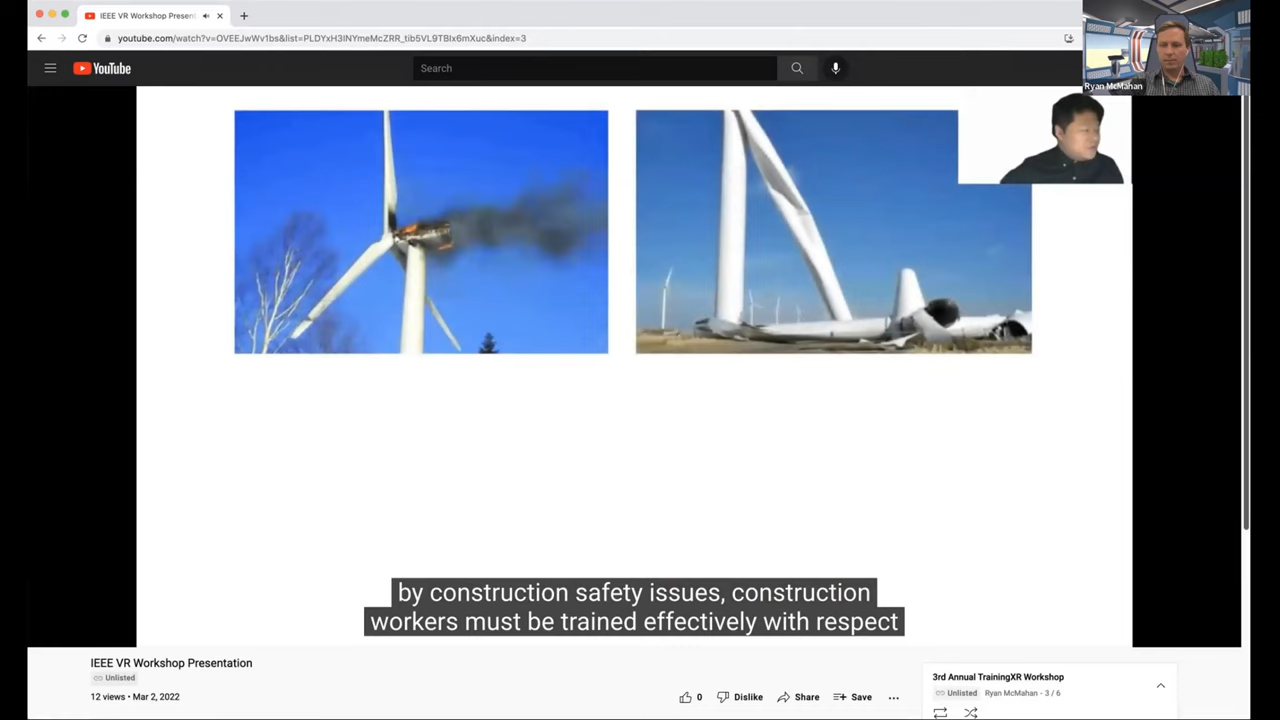 IEEE VR Workshop Present
youtube.com/watch?v=OVEEJwWv1bs&list=PLDYxH3INYmeMcZRR_tib5VL9TBIx6mXuc&index=3
Ryan McMahan
YouTube
Search
by construction safety issues, construction
workers must be trained effectively with respect
IEEE VR Workshop Presentation
Unlisted
12 views • Mar 2, 2022
0
Dislike
Share
Save
3rd Annual TrainingXR Workshop
Unlisted Ryan McMahan - 3 / 6